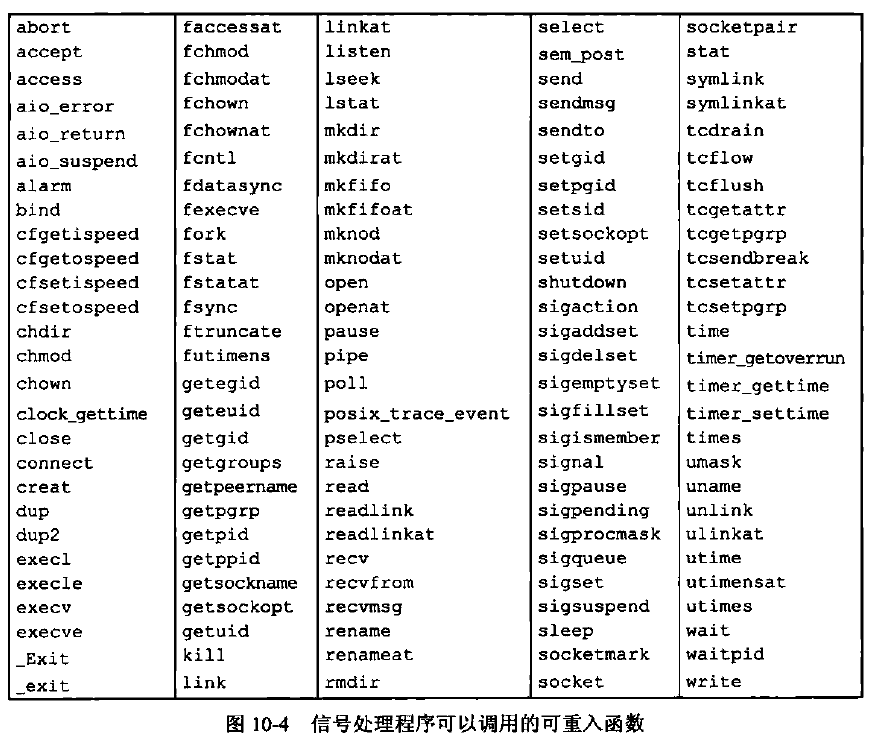 abort faccessat linkat select socketpair
accept fchmod listen sem_post stat
access fchmodat lseek send symlink
aio_error fchown lstat sendmsg symlinkat
aio_return fchownat mkdir sendto tcdrain
aio_suspend fcntl mkdirat setgid tcflow
alarm fdatasync mkfifo setpgid tcflush
bind fexecve mkfifoat setsid tcgetattr
cfgetispeed fork mknod setsockopt tcgetpgrp
cfgetospeed fstat mknodat setuid tcsendbreak
cfsetispeed fstatat open shutdown tcsetattr
cfsetospeed fsync openat sigaction tcsetpgrp
chdir ftruncate pause sigaddset time
chmod futimens pipe sigdelset timer_getoverrun
chown getegid poll sigemptyset timer_gettime
clock_gettime geteuid posix_trace_event sigfillset timer_settime
close getgid pselect sigismember times
connect getgroups raise signal umask
creat getpeername read sigpause uname
dup getpgrp readlink sigpending unlink
dup2 getpid readlinkat sigprocmask ulinkat
execl getppid recv sigqueue utime
execle getsockname recvfrom sigset utimensat
execv getsockopt recvmsg sigsuspend utimes
execve getuid rename sleep wait
_Exit kill renameat socketmark waitpid
_exit link rmdir socket write
图 10-4 信号处理程序可以调用的可重入函数